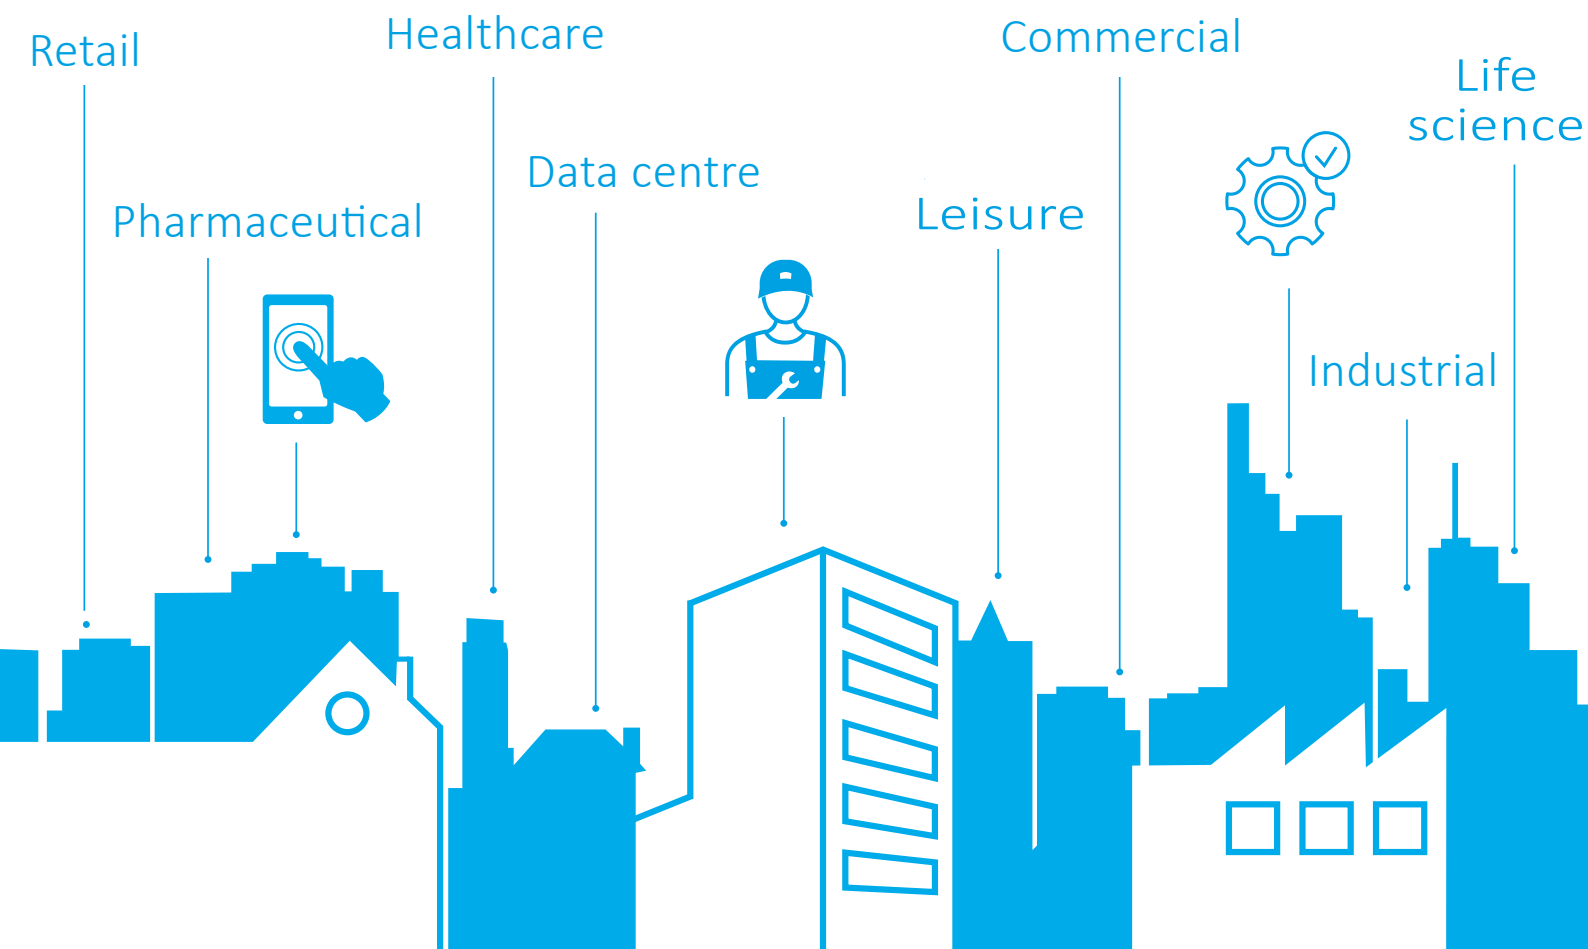 Retail
Healthcare
Commercial
Life
science
Data centre
Pharmaceutical
Leisure
Industrial